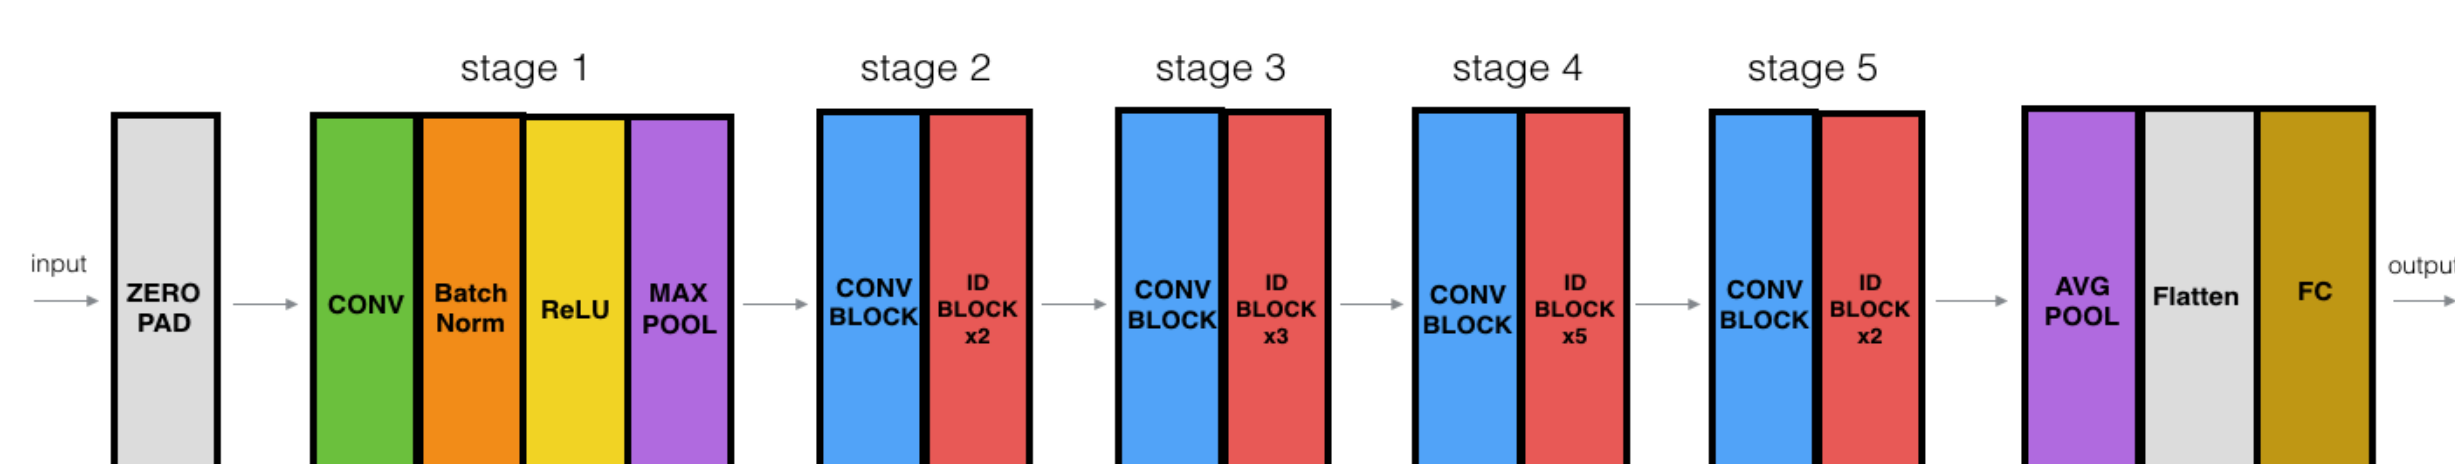 stage 1
stage 2
stage 3
stage 4
stage 5
input
ZERO
PAD
CONV
Batch
Norm
ReLU
MAX
POOL
CONV
BLOCK
ID
BLOCK
x2
CONV
BLOCK
ID
BLOCK
x3
CONV
BLOCK
ID
BLOCK
x5
CONV
BLOCK
ID
BLOCK
x2
AVG
POOL
Flatten
FC
output